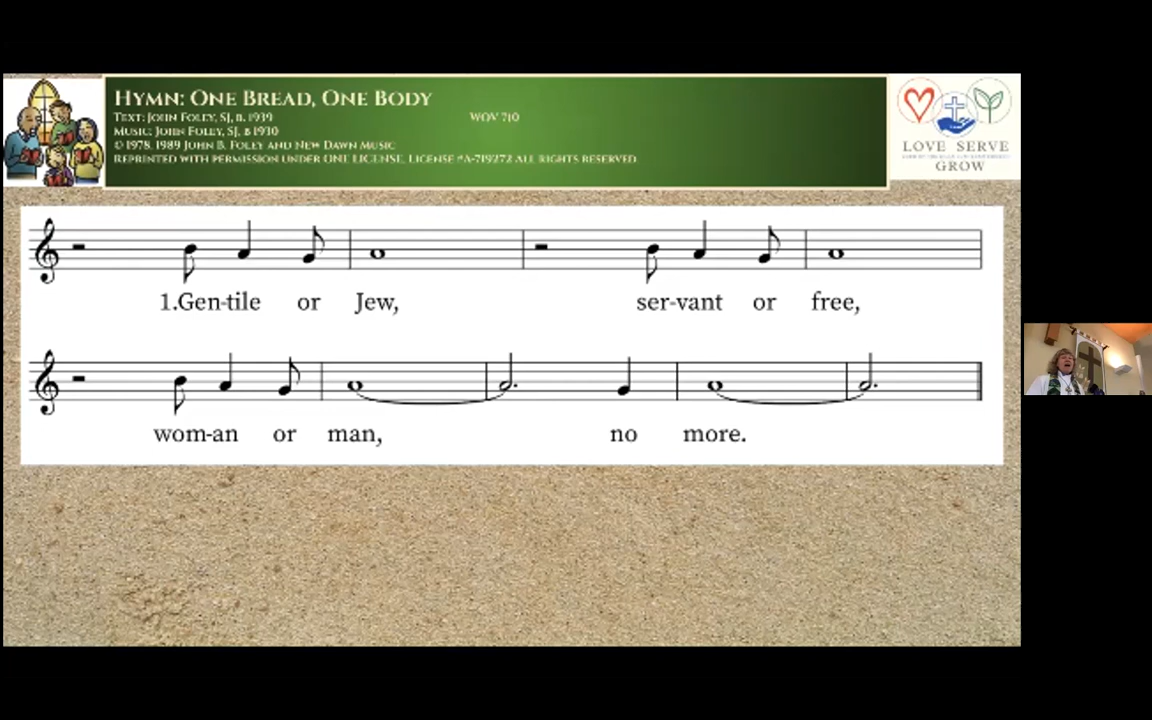 Hymn: One Bread, One Body
Text: John Foley, SJ, b. 1939
WOV 710
Music: John Foley, SJ, b 1930
© 1978, 1989 John B. Foley and New Dawn Music
Reprinted with permission under ONE LICENSE, License #A-719272 All rights reserved
LOVE SERVE
GROW
1.Gen-tile or Jew, ser-vant or free,
wom-an or man, no more.